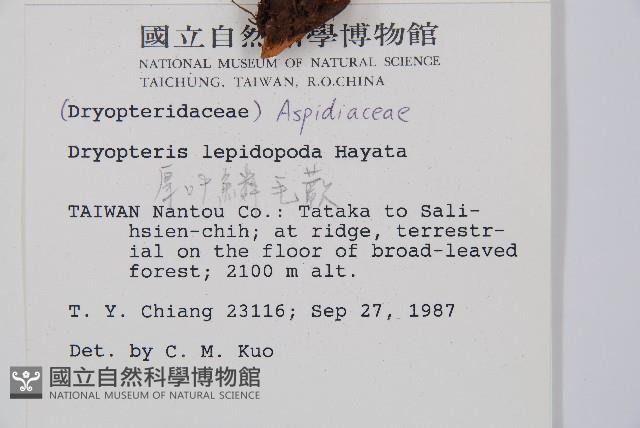 國立自然科學博物館
NATIONAL MUSEUM OF NATURAL SCIENCE
TAICHUNG, TAIWAN, R.O.CHINA
(Dryopteridaceae) Aspidiaceae
Dryopteris lepidopoda Hayata
厚叶鱗毛蕨
TAIWAN Nantou Co.: Tataka to Sali-
hsien-chih; at ridge, terrestr-
ial on the floor of broad-leaved
forest; 2100 m alt.
T. Y. Chiang 23116; Sep 27, 1987
Det. by C. M. Kuo
國立自然科學博物館
NATIONAL MUSEUM OF NATURAL SCIENCE